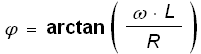 φ = arctan ( ω · L / R )